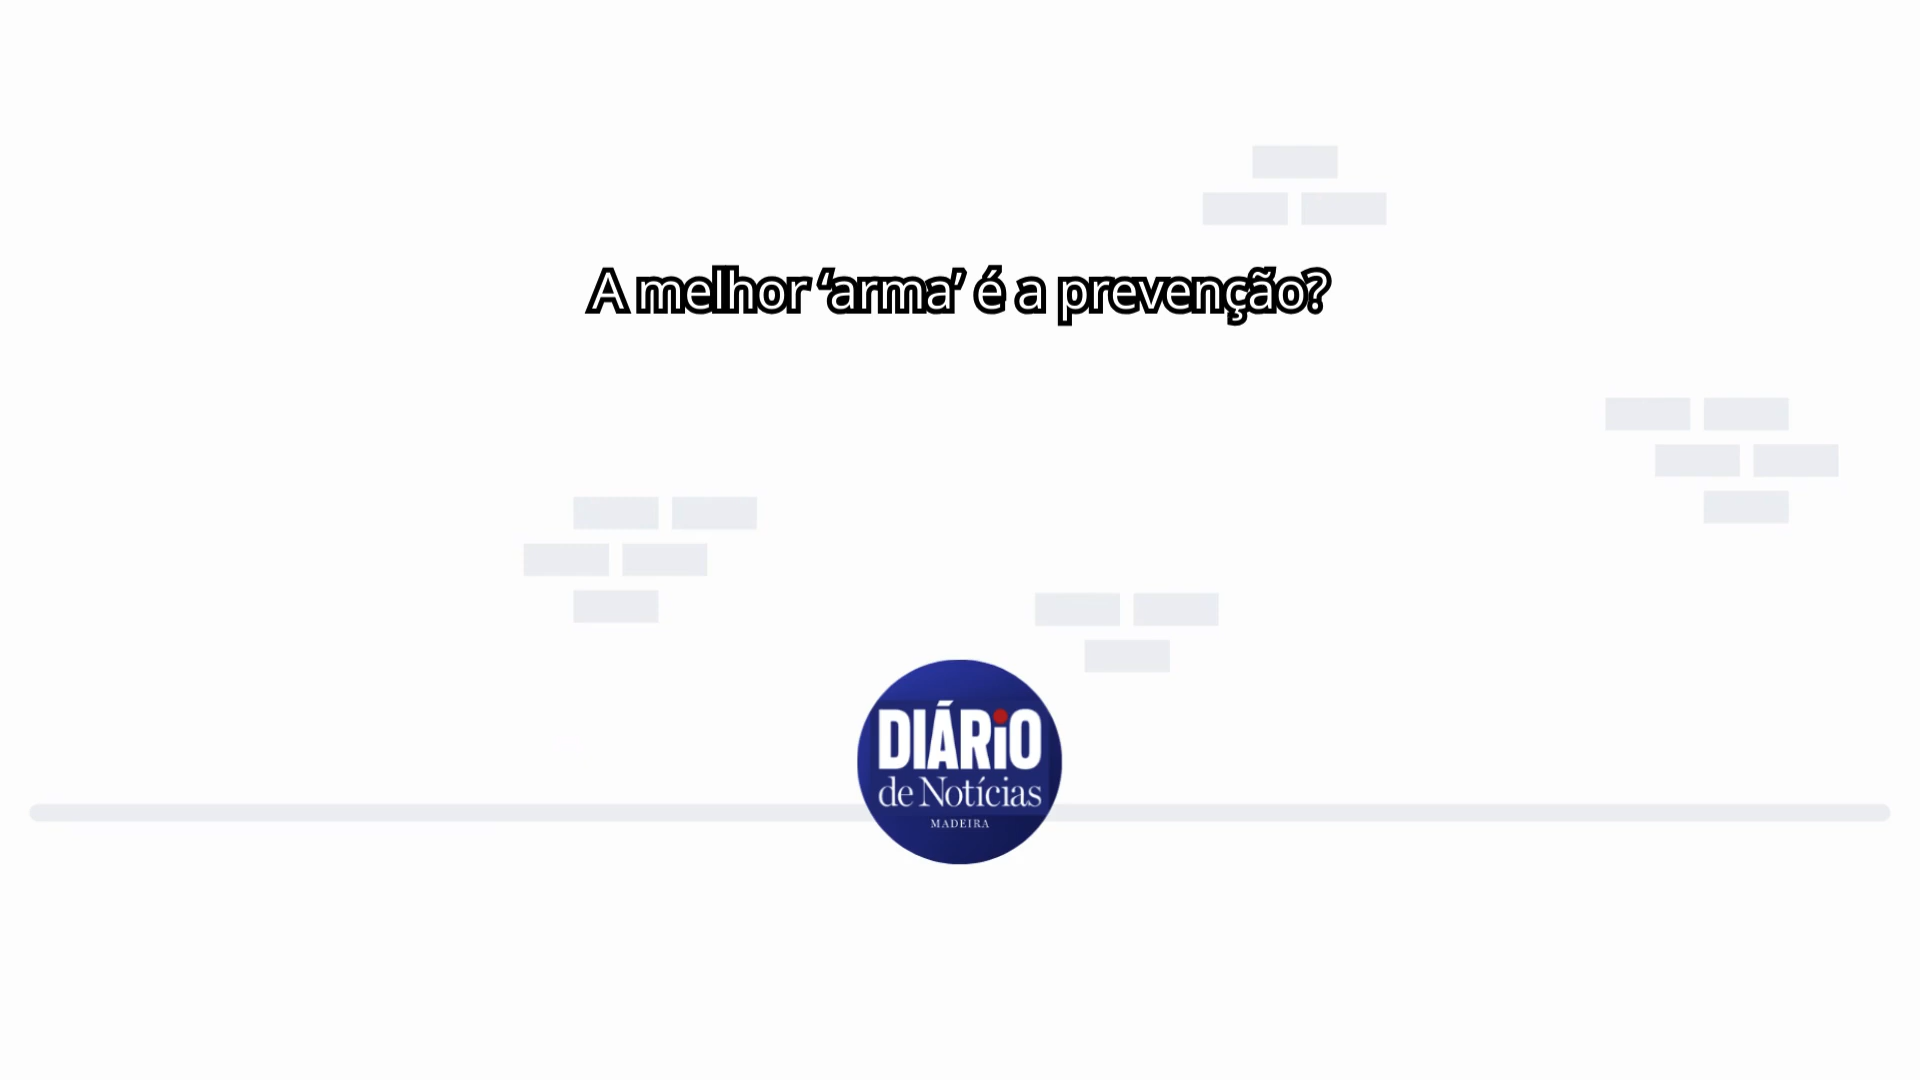 A melhor ‘arma’ é a prevenção?
DIÁRiO
de Notícias
MADEIRA